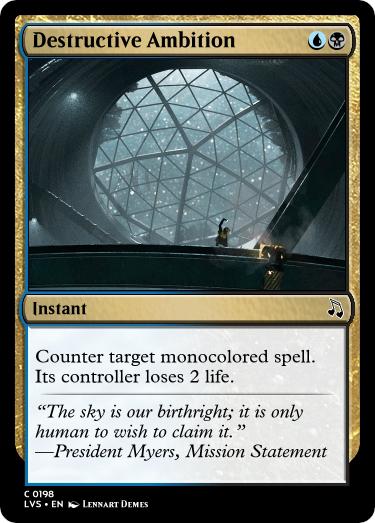 Destructive Ambition
Instant
Counter target monocolored spell.
Its controller loses 2 life.
“The sky is our birthright; it is only
human to wish to claim it.”
—President Myers, Mission Statement
C 0198
LVS • EN Lennart Demes